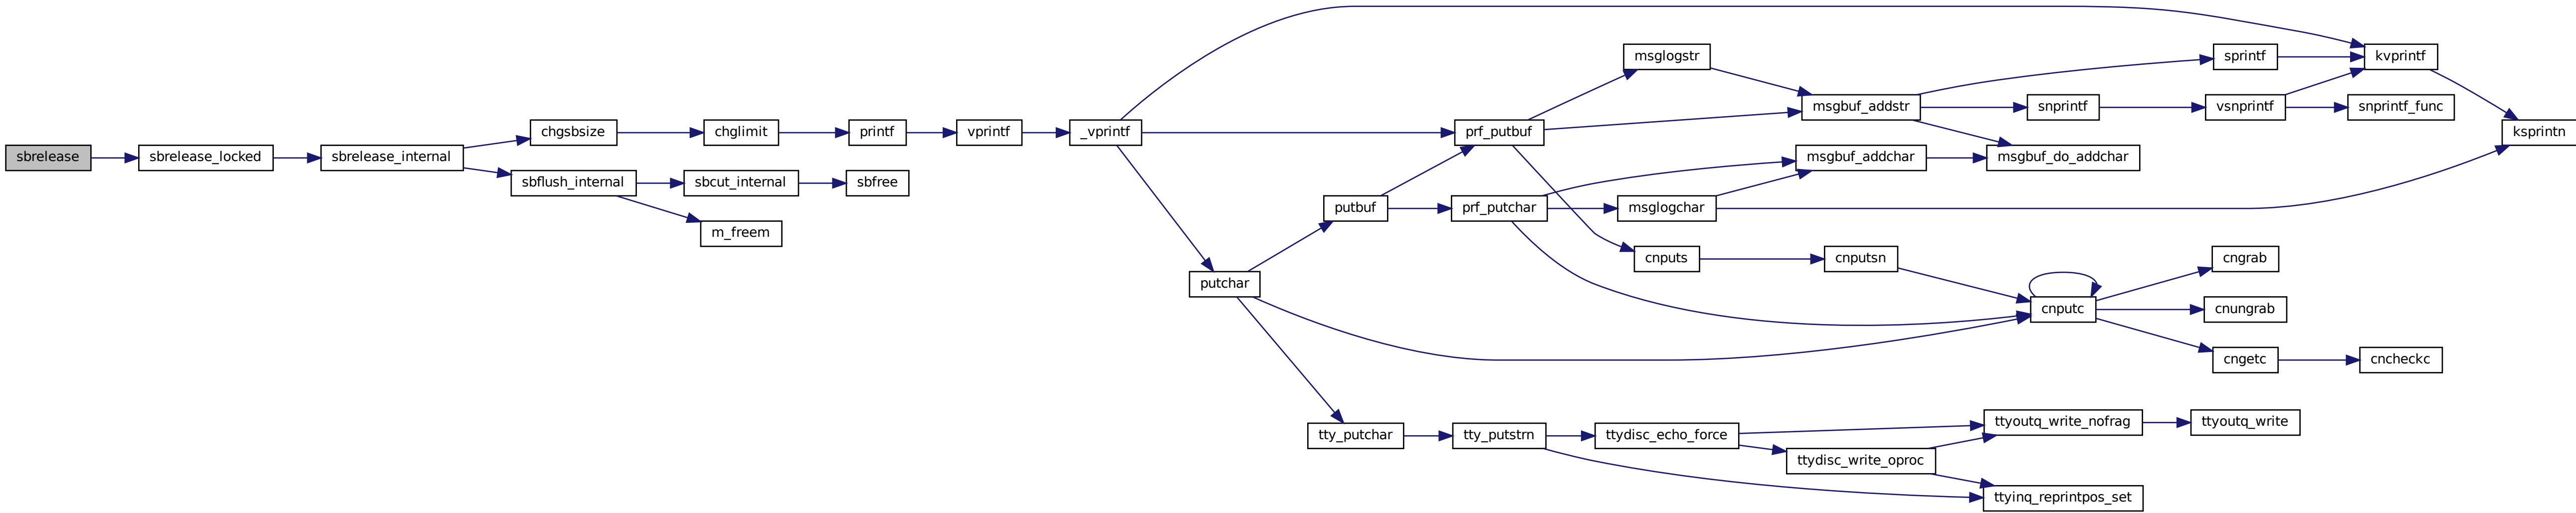 sbrelease
sbrelease_locked
sbrelease_internal
chgsbsize
chglimit
printf
vprintf
_vprintf
sbflush_internal
sbcut_internal
sbfree
m_freem
kvprintf
ksprintn
prf_putbuf
msglogstr
msgbuf_addstr
sprintf
snprintf
vsnprintf
snprintf_func
msgbuf_do_addchar
cnputs
cnputsn
cnputc
cngrab
cnungrab
cngetc
cncheckc
putchar
putbuf
prf_putchar
msgbuf_addchar
msglogchar
tty_putchar
tty_putstrn
ttydisc_echo_force
ttyoutq_write_nofrag
ttyoutq_write
ttydisc_write_oproc
ttyinq_reprintpos_set